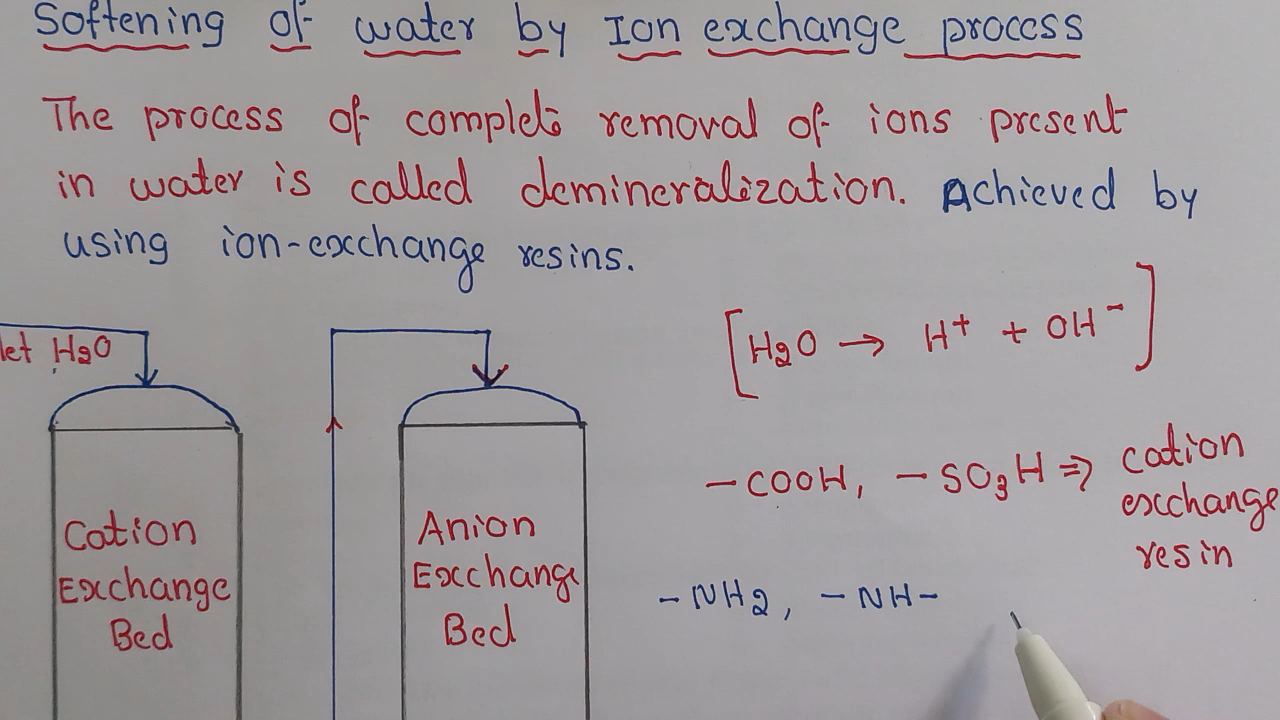 Softening of water by Ion exchange process
The process of complete removal of ions present
in water is called demineralization. Achieved by
using ion-exchange resins.
let H2O
[H2O → H+ + OH-]
-COOH, -SO3H ⇒ cation
exchange
resin
Cation
Exchange
Bed
Anion
Exchange
Bed
-NH2, -NH-